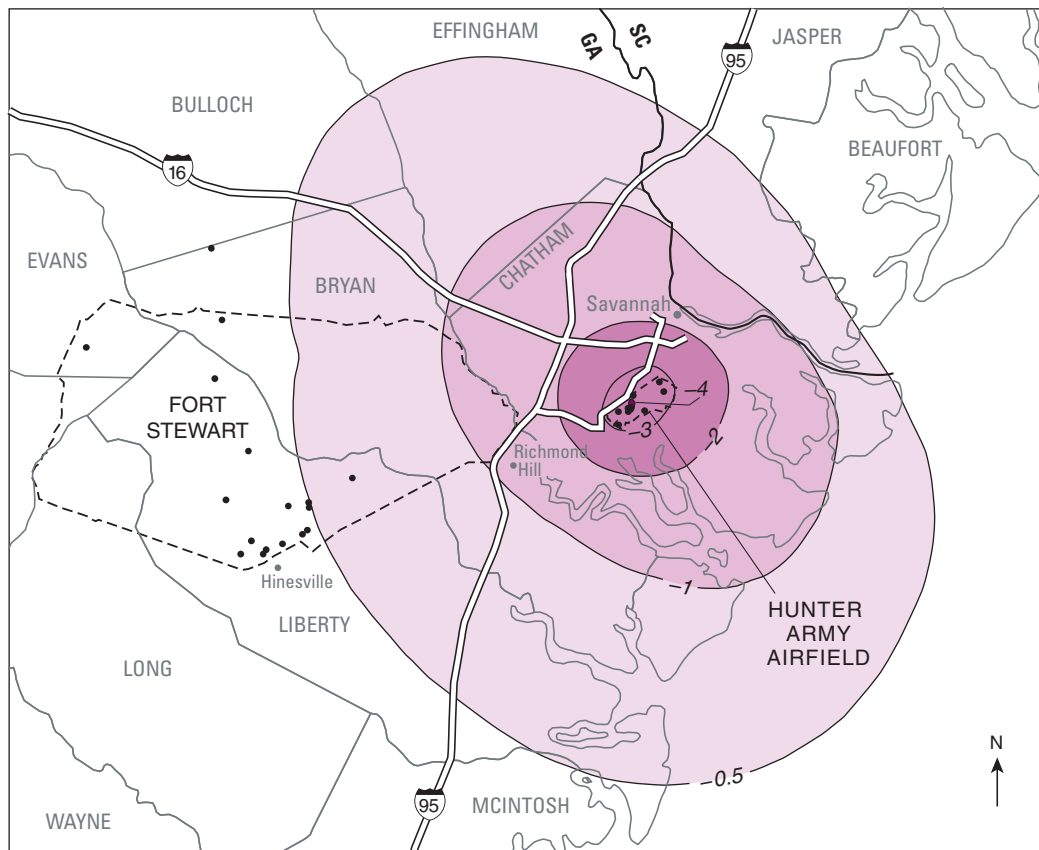 EFFINGHAM
SC
GA
JASPER
95
BULLOCH
BEAUFORT
16
EVANS
CHATHAM
BRYAN
Savannah
FORT
STEWART
–4
–3
–2
Richmond
Hill
Hinesville
–1
HUNTER
ARMY
AIRFIELD
LIBERTY
LONG
–0.5
N
95
MCINTOSH
WAYNE